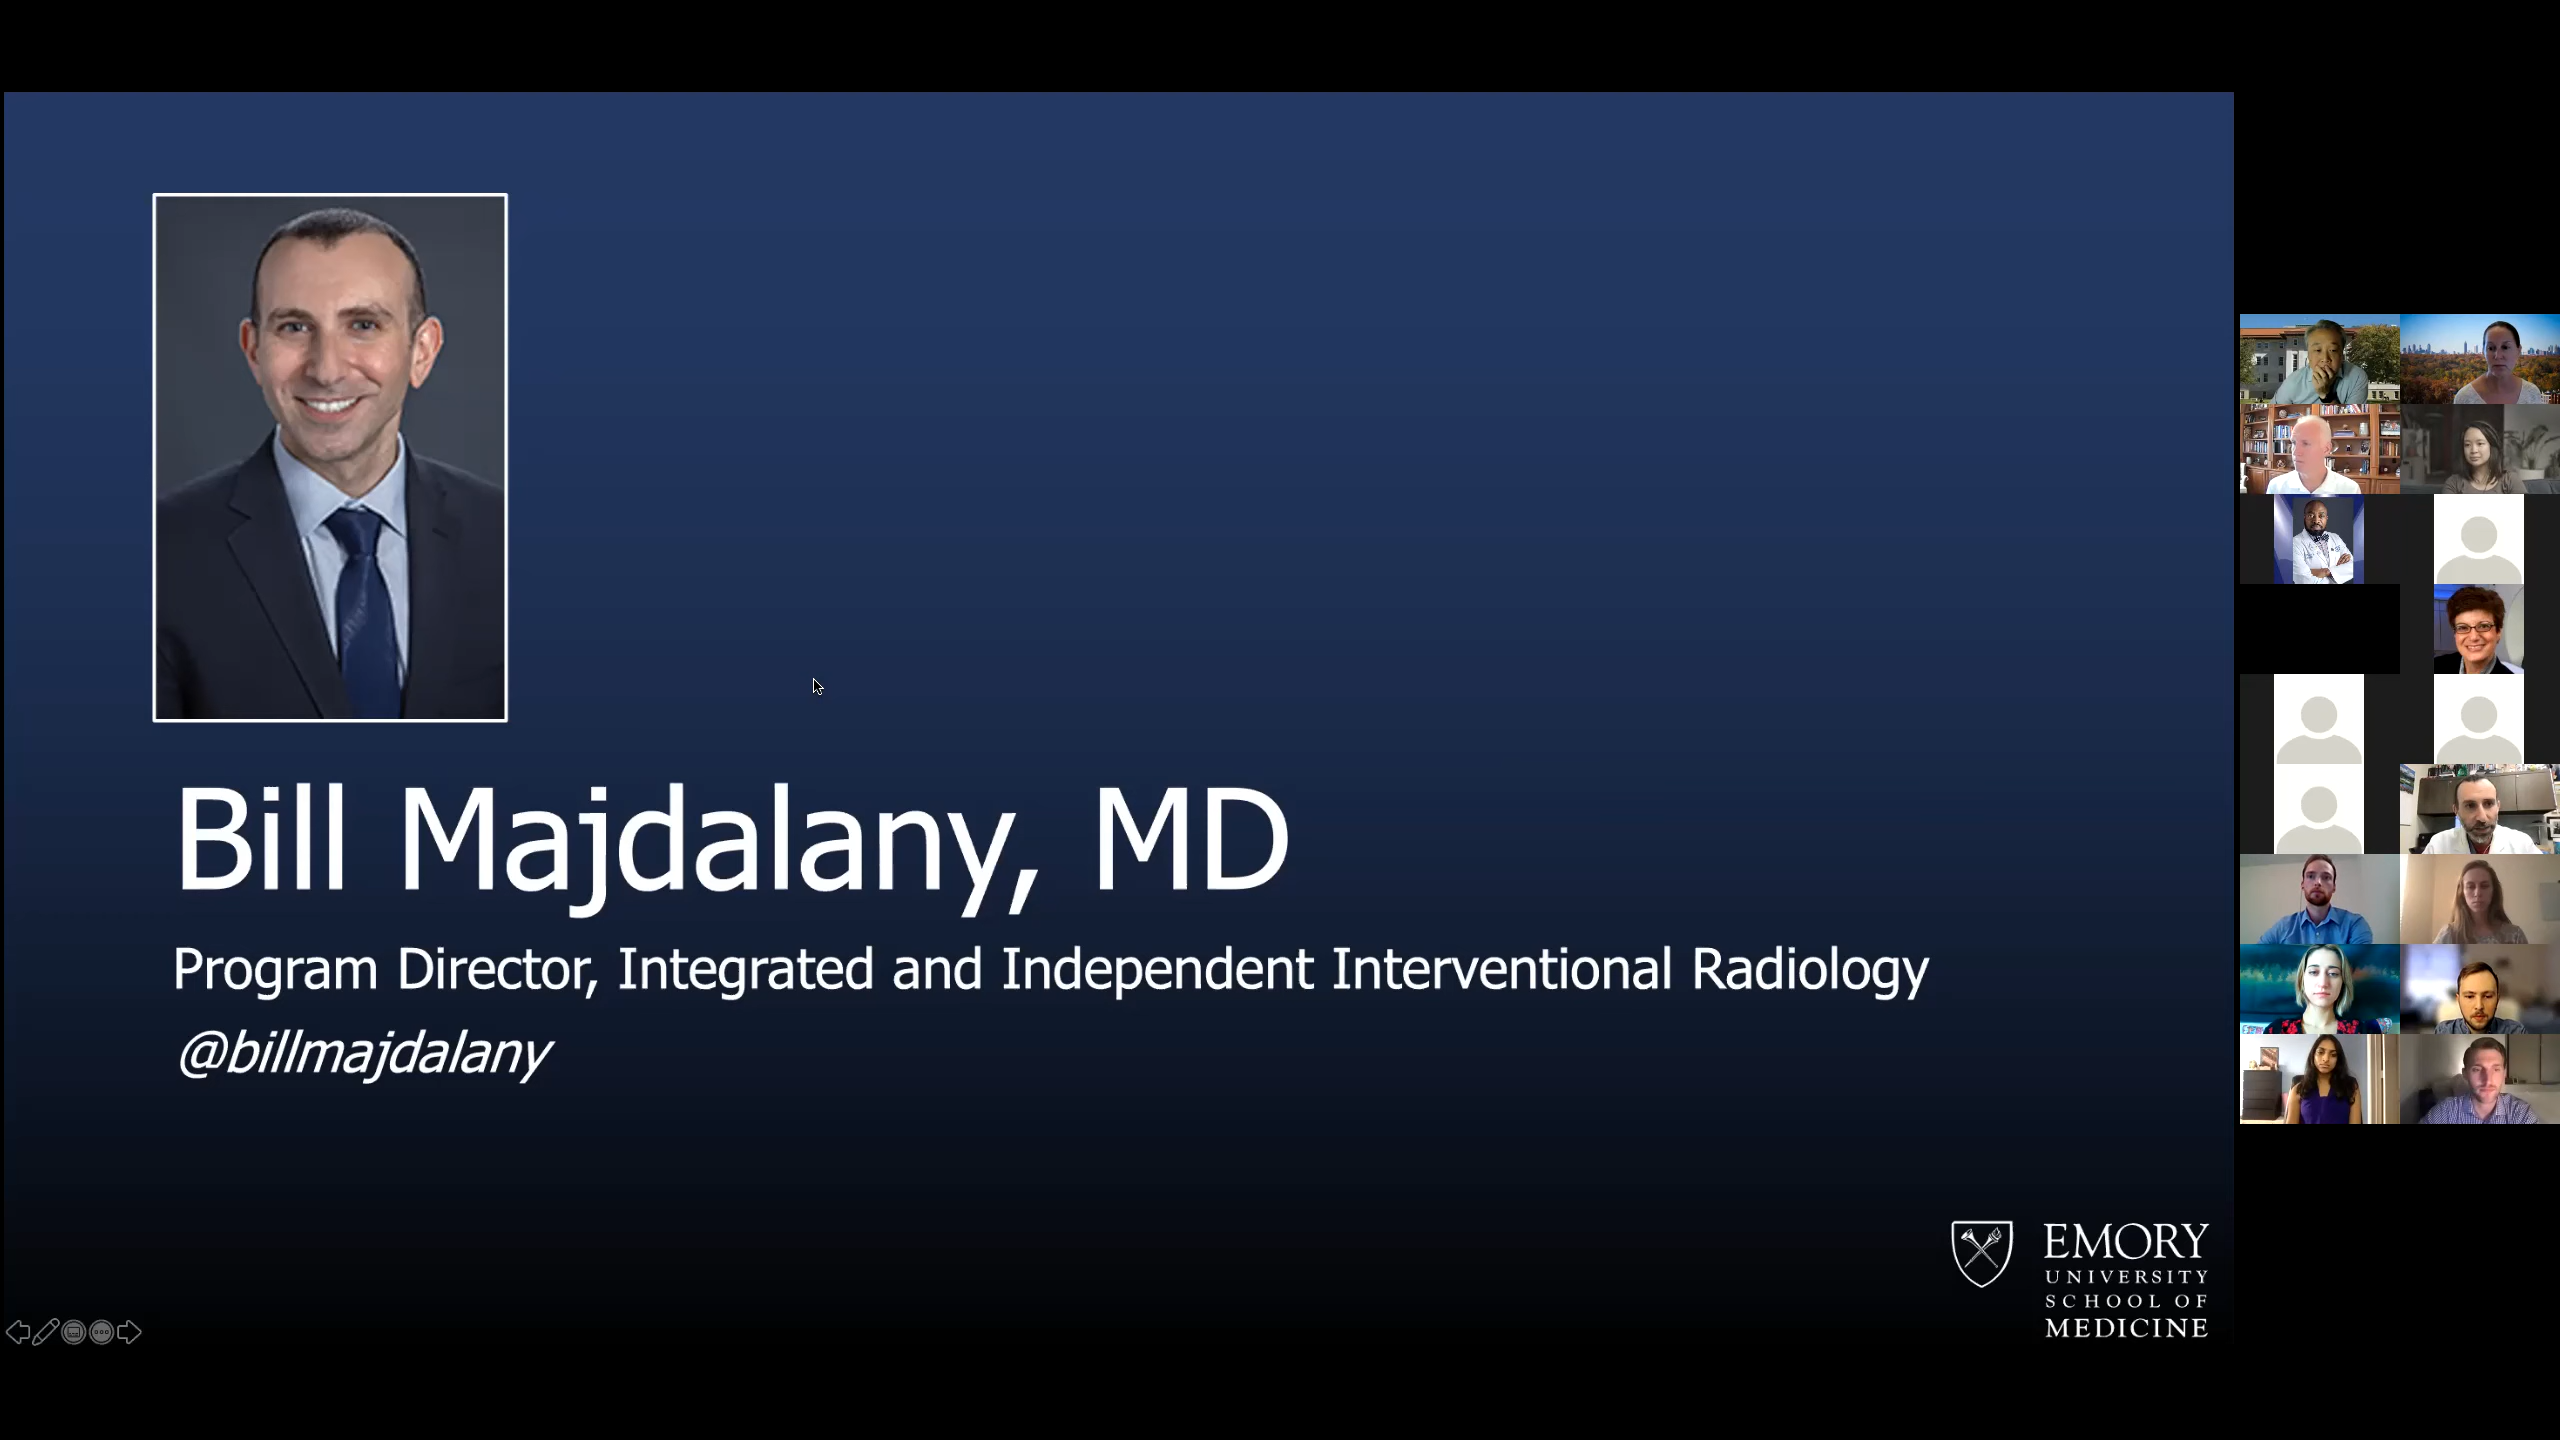 Bill Majdalany, MD
Program Director, Integrated and Independent Interventional Radiology
@billmajdalany
EMORY
UNIVERSITY
SCHOOL OF
MEDICINE